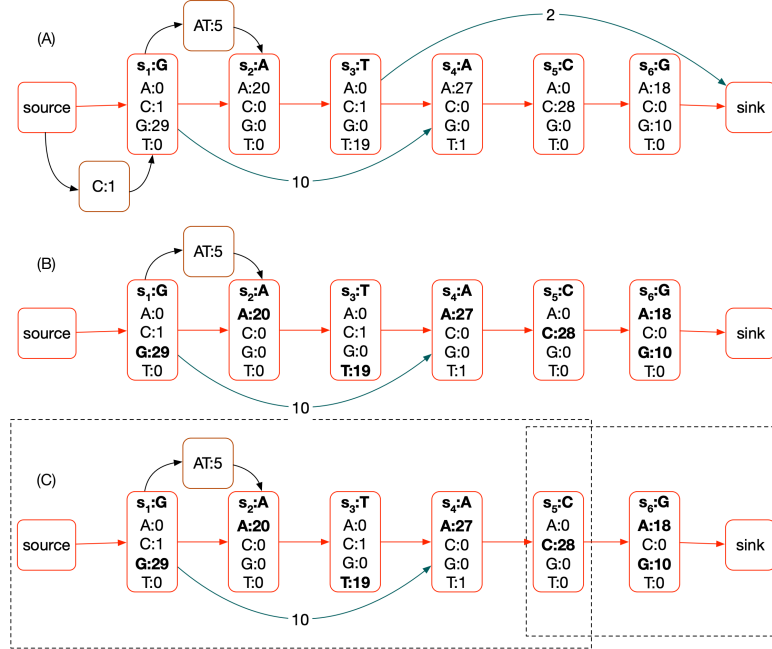 (A)
AT:5
2
source
s₁:G
A:0
C:1
G:29
T:0
s₂:A
A:20
C:0
G:0
T:0
s₃:T
A:0
C:1
G:0
T:19
s₄:A
A:27
C:0
G:0
T:1
s₅:C
A:0
C:28
G:0
T:0
s₆:G
A:18
C:0
G:10
T:0
sink
C:1
10
(B)
AT:5
source
s₁:G
A:0
C:1
G:29
T:0
s₂:A
A:20
C:0
G:0
T:0
s₃:T
A:0
C:1
G:0
T:19
s₄:A
A:27
C:0
G:0
T:1
s₅:C
A:0
C:28
G:0
T:0
s₆:G
A:18
C:0
G:10
T:0
sink
10
(C)
AT:5
source
s₁:G
A:0
C:1
G:29
T:0
s₂:A
A:20
C:0
G:0
T:0
s₃:T
A:0
C:1
G:0
T:19
s₄:A
A:27
C:0
G:0
T:1
s₅:C
A:0
C:28
G:0
T:0
s₆:G
A:18
C:0
G:10
T:0
sink
10